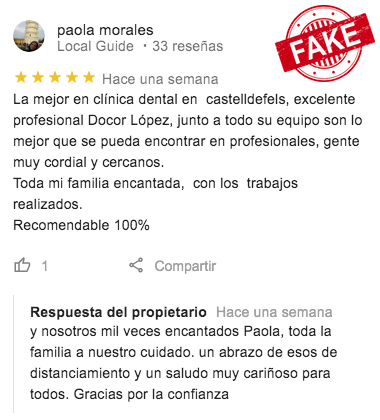 paola morales
Local Guide · 33 reseñas
FAKE
Hace una semana
La mejor en clínica dental en castelldefels, excelente
profesional Docor López, junto a todo su equipo son lo
mejor que se pueda encontrar en profesionales, gente
muy cordial y cercanos.
Toda mi familia encantada, con los trabajos
realizados.
Recomendable 100%
1
Compartir
Respuesta del propietario Hace una semana
y nosotros mil veces encantados Paola, toda la
familia a nuestro cuidado. un abrazo de esos de
distanciamiento y un saludo muy cariñoso para
todos. Gracias por la confianza